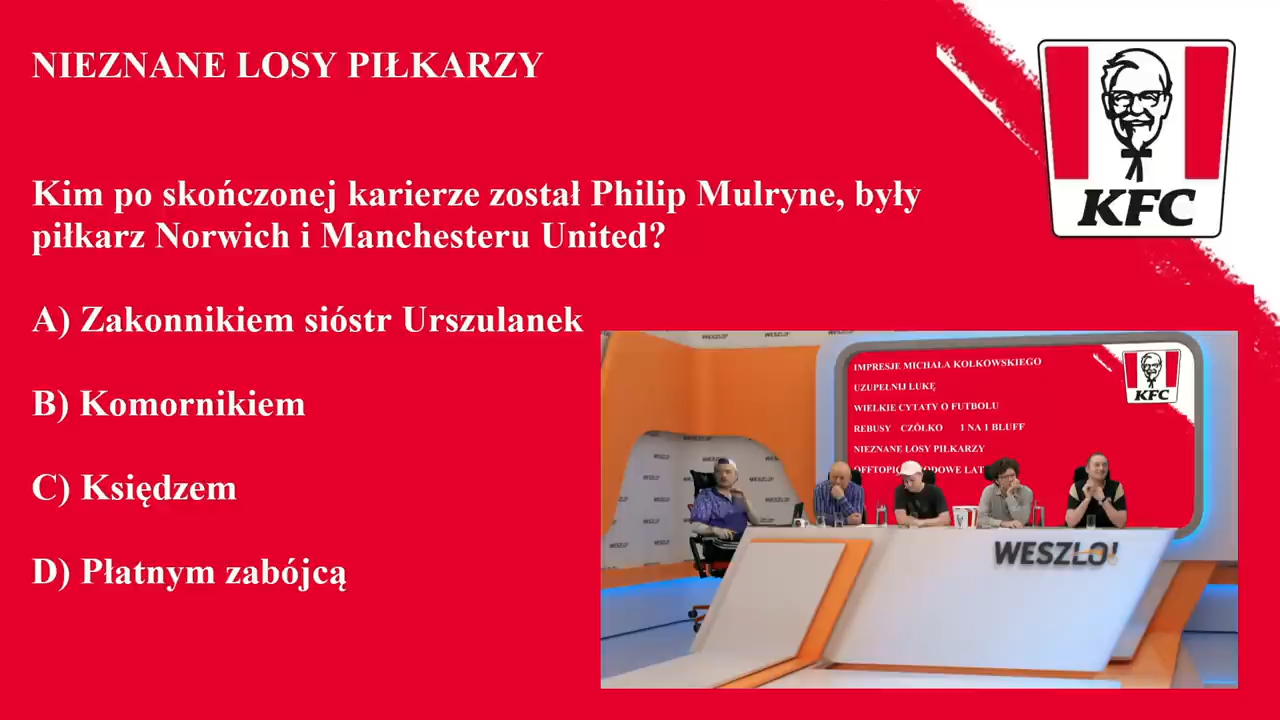 NIEZNANE LOSY PIŁKARZY
Kim po skończonej karierze został Philip Mulryne, były
piłkarz Norwich i Manchesteru United?
A) Zakonnikiem sióstr Urszulanek
B) Komornikiem
C) Księdzem
D) Płatnym zabójcą
KFC
IMPRESJE MICHAŁA KOŁKOWSKIEGO
UZUPEŁNIJ LUKĘ
WIELKIE CYTATY O FUTBOLU
REBUSY CZÓŁKO 1 NA 1 BLUFF
NIEZNANE LOSY PIŁKARZY
KFC
WESZŁO!